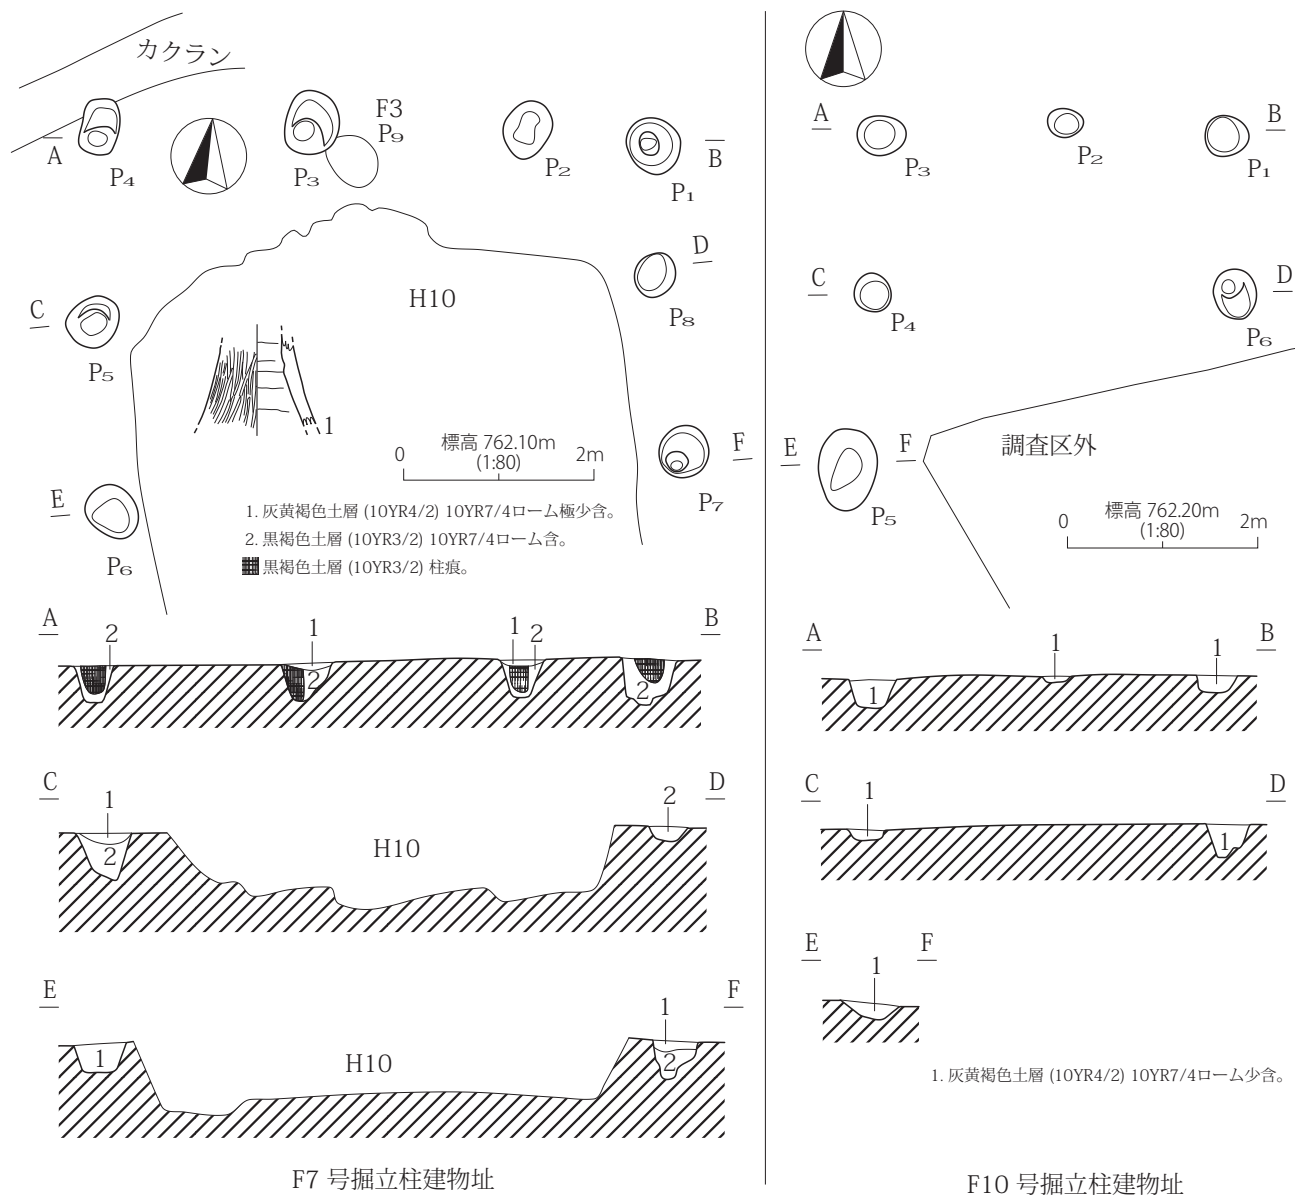 カクラン
F3
P9
A
P4
P3
P2
B
P1
D
H10
C
P8
P5
1
標高 762.10m
(1:80)
0
2m
F
E
P7
P6
1. 灰黄褐色土層 (10YR4/2) 10YR7/4ローム極少含。
2. 黒褐色土層 (10YR3/2) 10YR7/4ローム含。
黒褐色土層 (10YR3/2) 柱痕。
A
2
1
2
1
2
2
B
C
1
2
H10
2
D
E
1
H10
1
2
F
F7 号掘立柱建物址
A
P3
P2
B
P1
C
P4
D
P6
E
F
P5
調査区外
標高 762.20m
(1:80)
0
2m
A
1
1
1
B
C
1
1
D
E
1
F
1. 灰黄褐色土層 (10YR4/2) 10YR7/4ローム少含。
F10 号掘立柱建物址